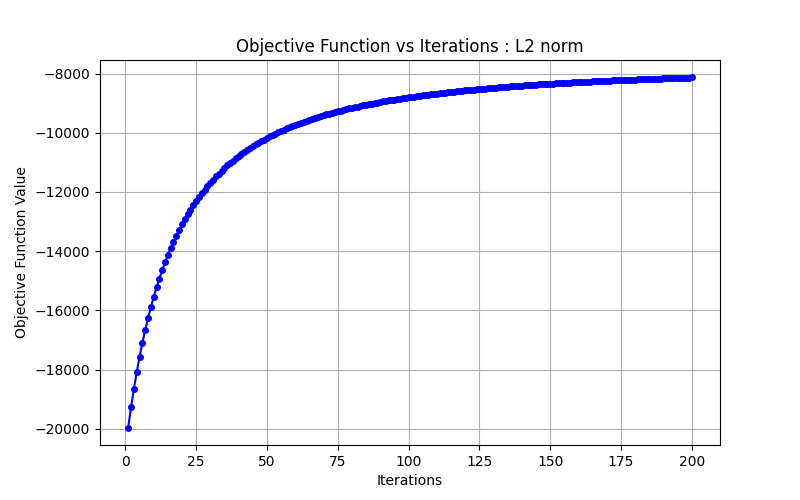 Objective Function vs Iterations : L2 norm
Objective Function Value
−8000
−10000
−12000
−14000
−16000
−18000
−20000
0 25 50 75 100 125 150 175 200
Iterations